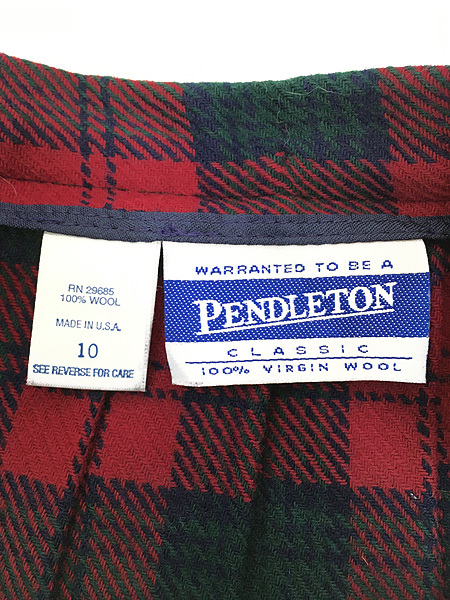 RN 29685
100% WOOL
MADE IN U.S.A.
10
SEE REVERSE FOR CARE
WARRANTED TO BE A
PENDLETON
CLASSIC
100% VIRGIN WOOL